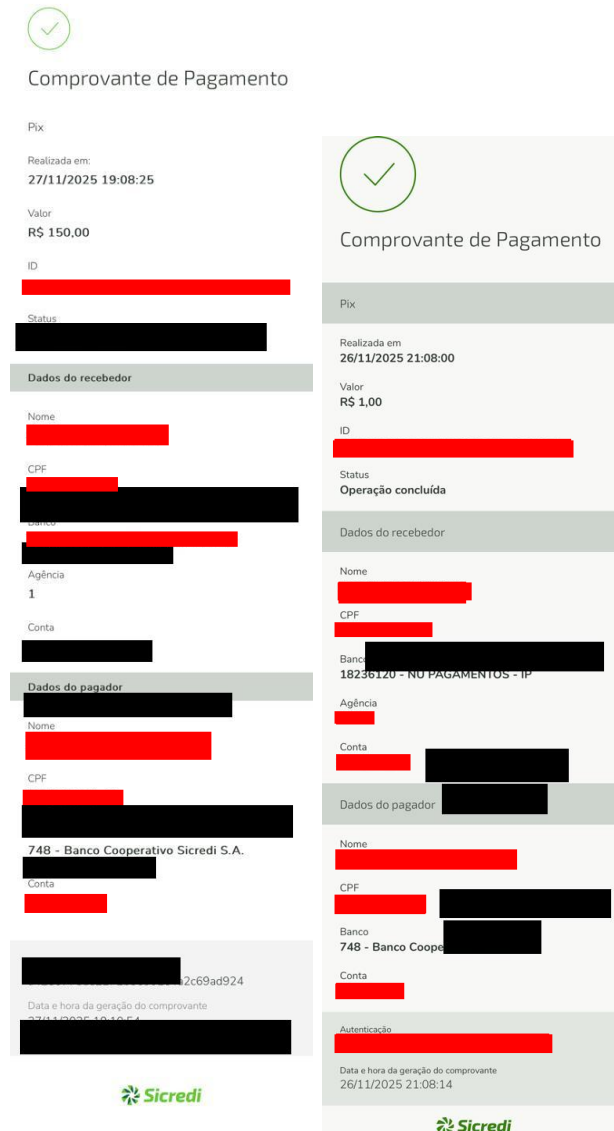 Comprovante de Pagamento
Pix
Realizada em:
27/11/2025 19:08:25
Valor
R$ 150,00
ID
Status
Dados do recebedor
Nome
CPF
Banco
Agência
1
Conta
Dados do pagador
Nome
CPF
748 - Banco Cooperativo Sicredi S.A.
Conta
a2c69ad924
Data e hora da geração do comprovante
Sicredi
Comprovante de Pagamento
Pix
Realizada em
26/11/2025 21:08:00
Valor
R$ 1,00
ID
Status
Operação concluída
Dados do recebedor
Nome
CPF
Banco
18236120 - NU PAGAMENTOS - IP
Agência
Conta
Dados do pagador
Nome
CPF
Banco
748 - Banco Coope
Conta
Autenticação
Data e hora da geração do comprovante
26/11/2025 21:08:14
Sicredi